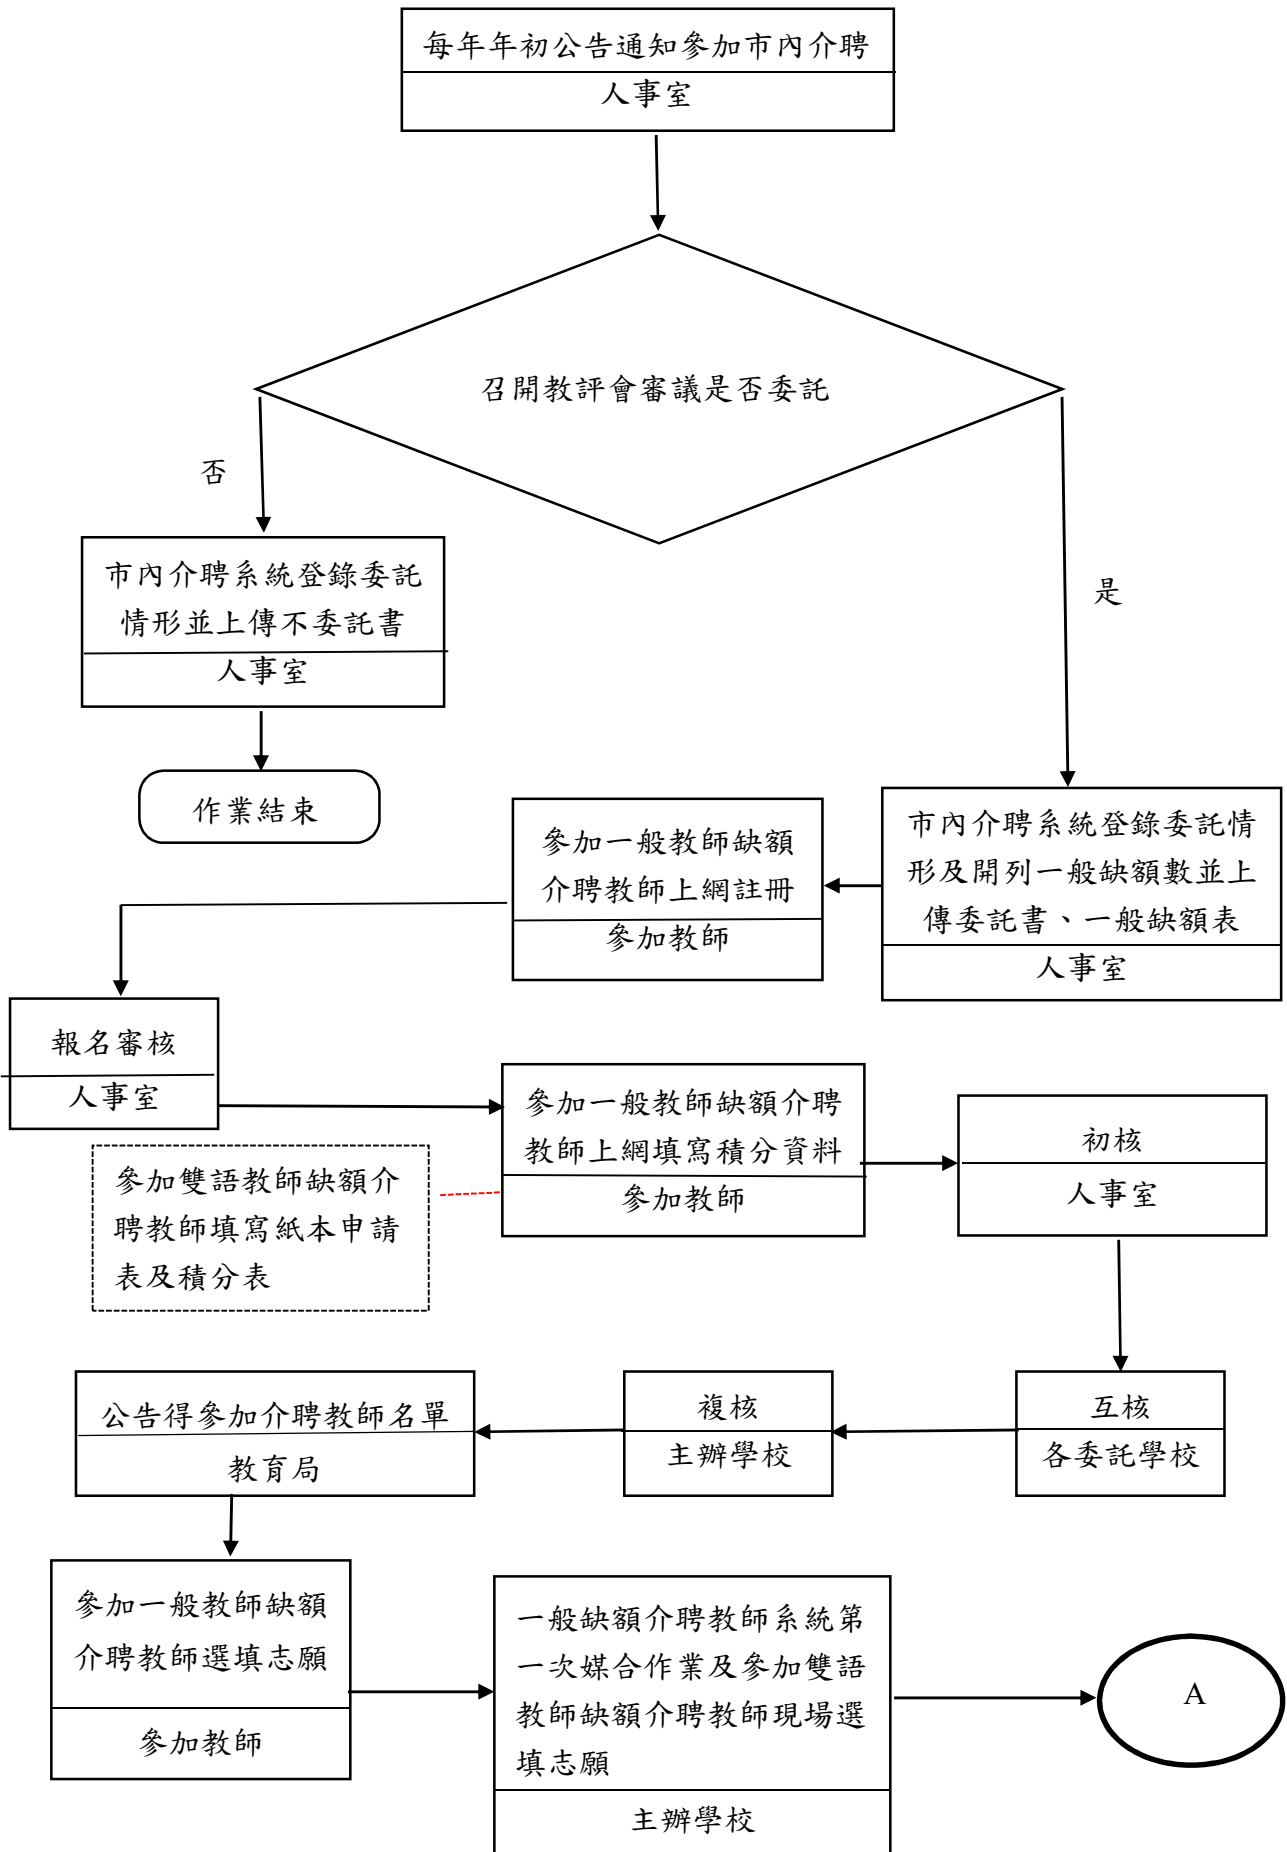 每年年初公告通知參加市內介聘
人事室
召開教評會審議是否委託
否
是
市內介聘系統登錄委託
情形並上傳不委託書
人事室
作業結束
市內介聘系統登錄委託情
形及開列一般缺額數並上
傳委託書、一般缺額表
人事室
參加一般教師缺額
介聘教師上網註冊
參加教師
報名審核
人事室
參加一般教師缺額介聘
教師上網填寫積分資料
參加教師
參加雙語教師缺額介
聘教師填寫紙本申請
表及積分表
初核
人事室
互核
各委託學校
複核
主辦學校
公告得參加介聘教師名單
教育局
參加一般教師缺額
介聘教師選填志願
參加教師
一般缺額介聘教師系統第
一次媒合作業及參加雙語
教師缺額介聘教師現場選
填志願
主辦學校
A